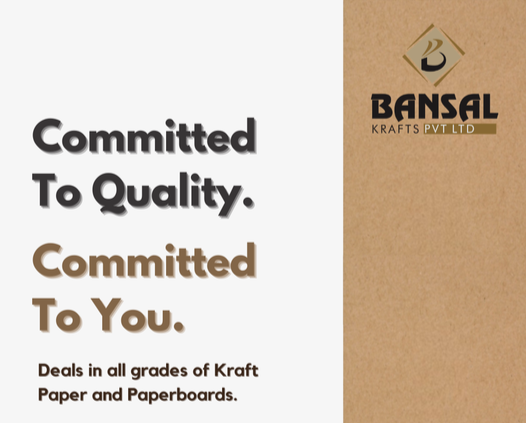 Committed
To Quality.
Committed
To You.
Deals in all grades of Kraft
Paper and Paperboards.
BANSAL
KRAFTS PVT LTD